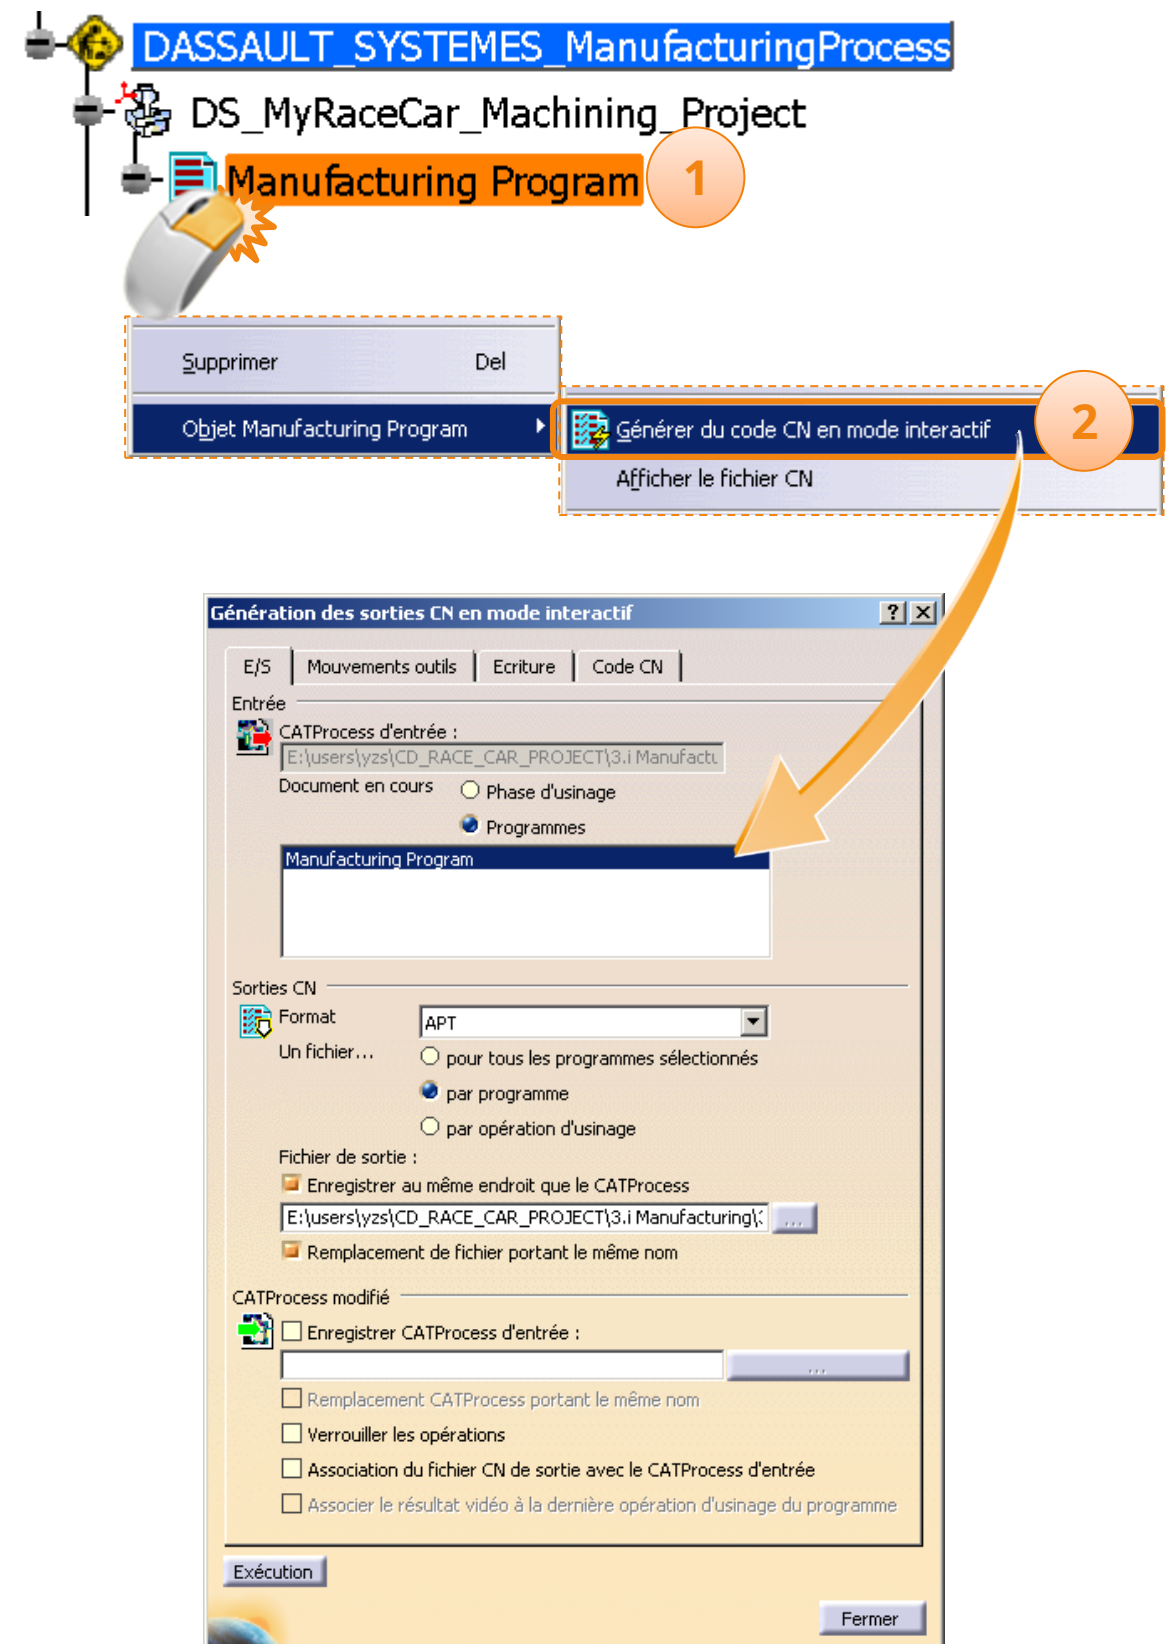 DASSAULT_SYSTEMES_ManufacturingProcess
DS_MyRaceCar_Machining_Project
Manufacturing Program
1
Supprimer Del
Objet Manufacturing Program
Générer du code CN en mode interactif
2
Afficher le fichier CN
Génération des sorties CN en mode interactif
E/S Mouvements outils Ecriture Code CN
Entrée
CATProcess d'entrée :
E:\users\yzs\CD_RACE_CAR_PROJECT\3.i Manufactu
Document en cours Phase d'usinage
Programmes
Manufacturing Program
Sorties CN
Format APT
Un fichier... pour tous les programmes sélectionnés
par programme
par opération d'usinage
Fichier de sortie :
Enregistrer au même endroit que le CATProcess
E:\users\yzs\CD_RACE_CAR_PROJECT\3.i Manufacturing\ ...
Remplacement de fichier portant le même nom
CATProcess modifié
Enregistrer CATProcess d'entrée :
...
Remplacement CATProcess portant le même nom
Verrouiller les opérations
Association du fichier CN de sortie avec le CATProcess d'entrée
Associer le résultat vidéo à la dernière opération d'usinage du programme
Exécution
Fermer